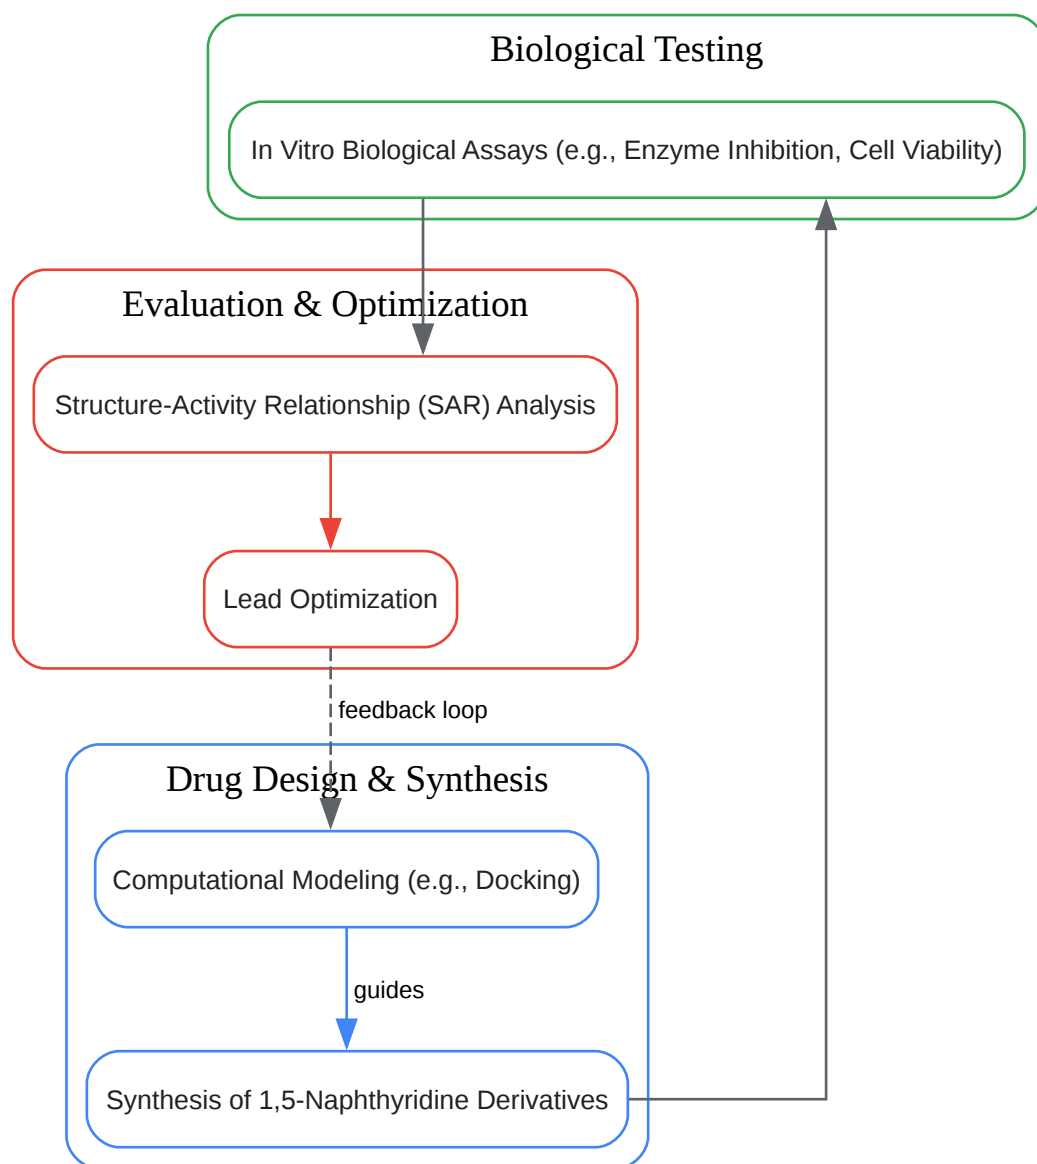 Biological Testing
In Vitro Biological Assays (e.g., Enzyme Inhibition, Cell Viability)
Evaluation & Optimization
Structure-Activity Relationship (SAR) Analysis
Lead Optimization
feedback loop
Drug Design & Synthesis
Computational Modeling (e.g., Docking)
guides
Synthesis of 1,5-Naphthyridine Derivatives